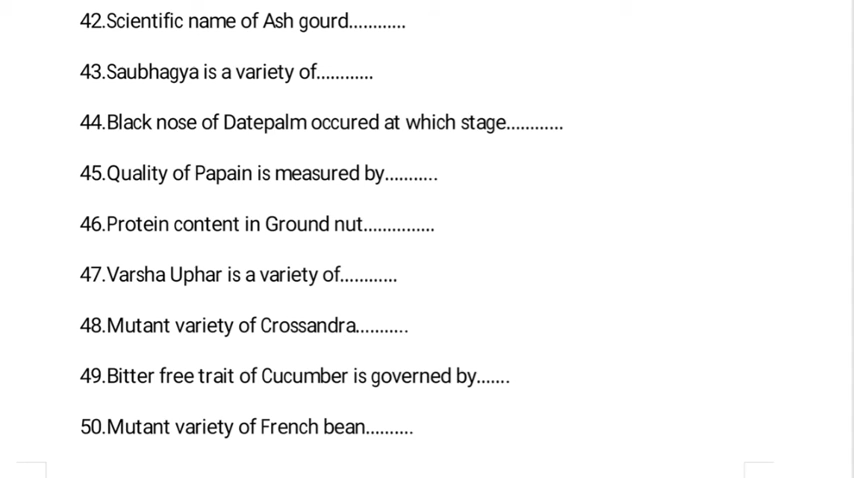 42.Scientific name of Ash gourd............
43.Saubhagya is a variety of............
44.Black nose of Datepalm occured at which stage............
45.Quality of Papain is measured by...........
46.Protein content in Ground nut...............
47.Varsha Uphar is a variety of............
48.Mutant variety of Crossandra...........
49.Bitter free trait of Cucumber is governed by.......
50.Mutant variety of French bean..........